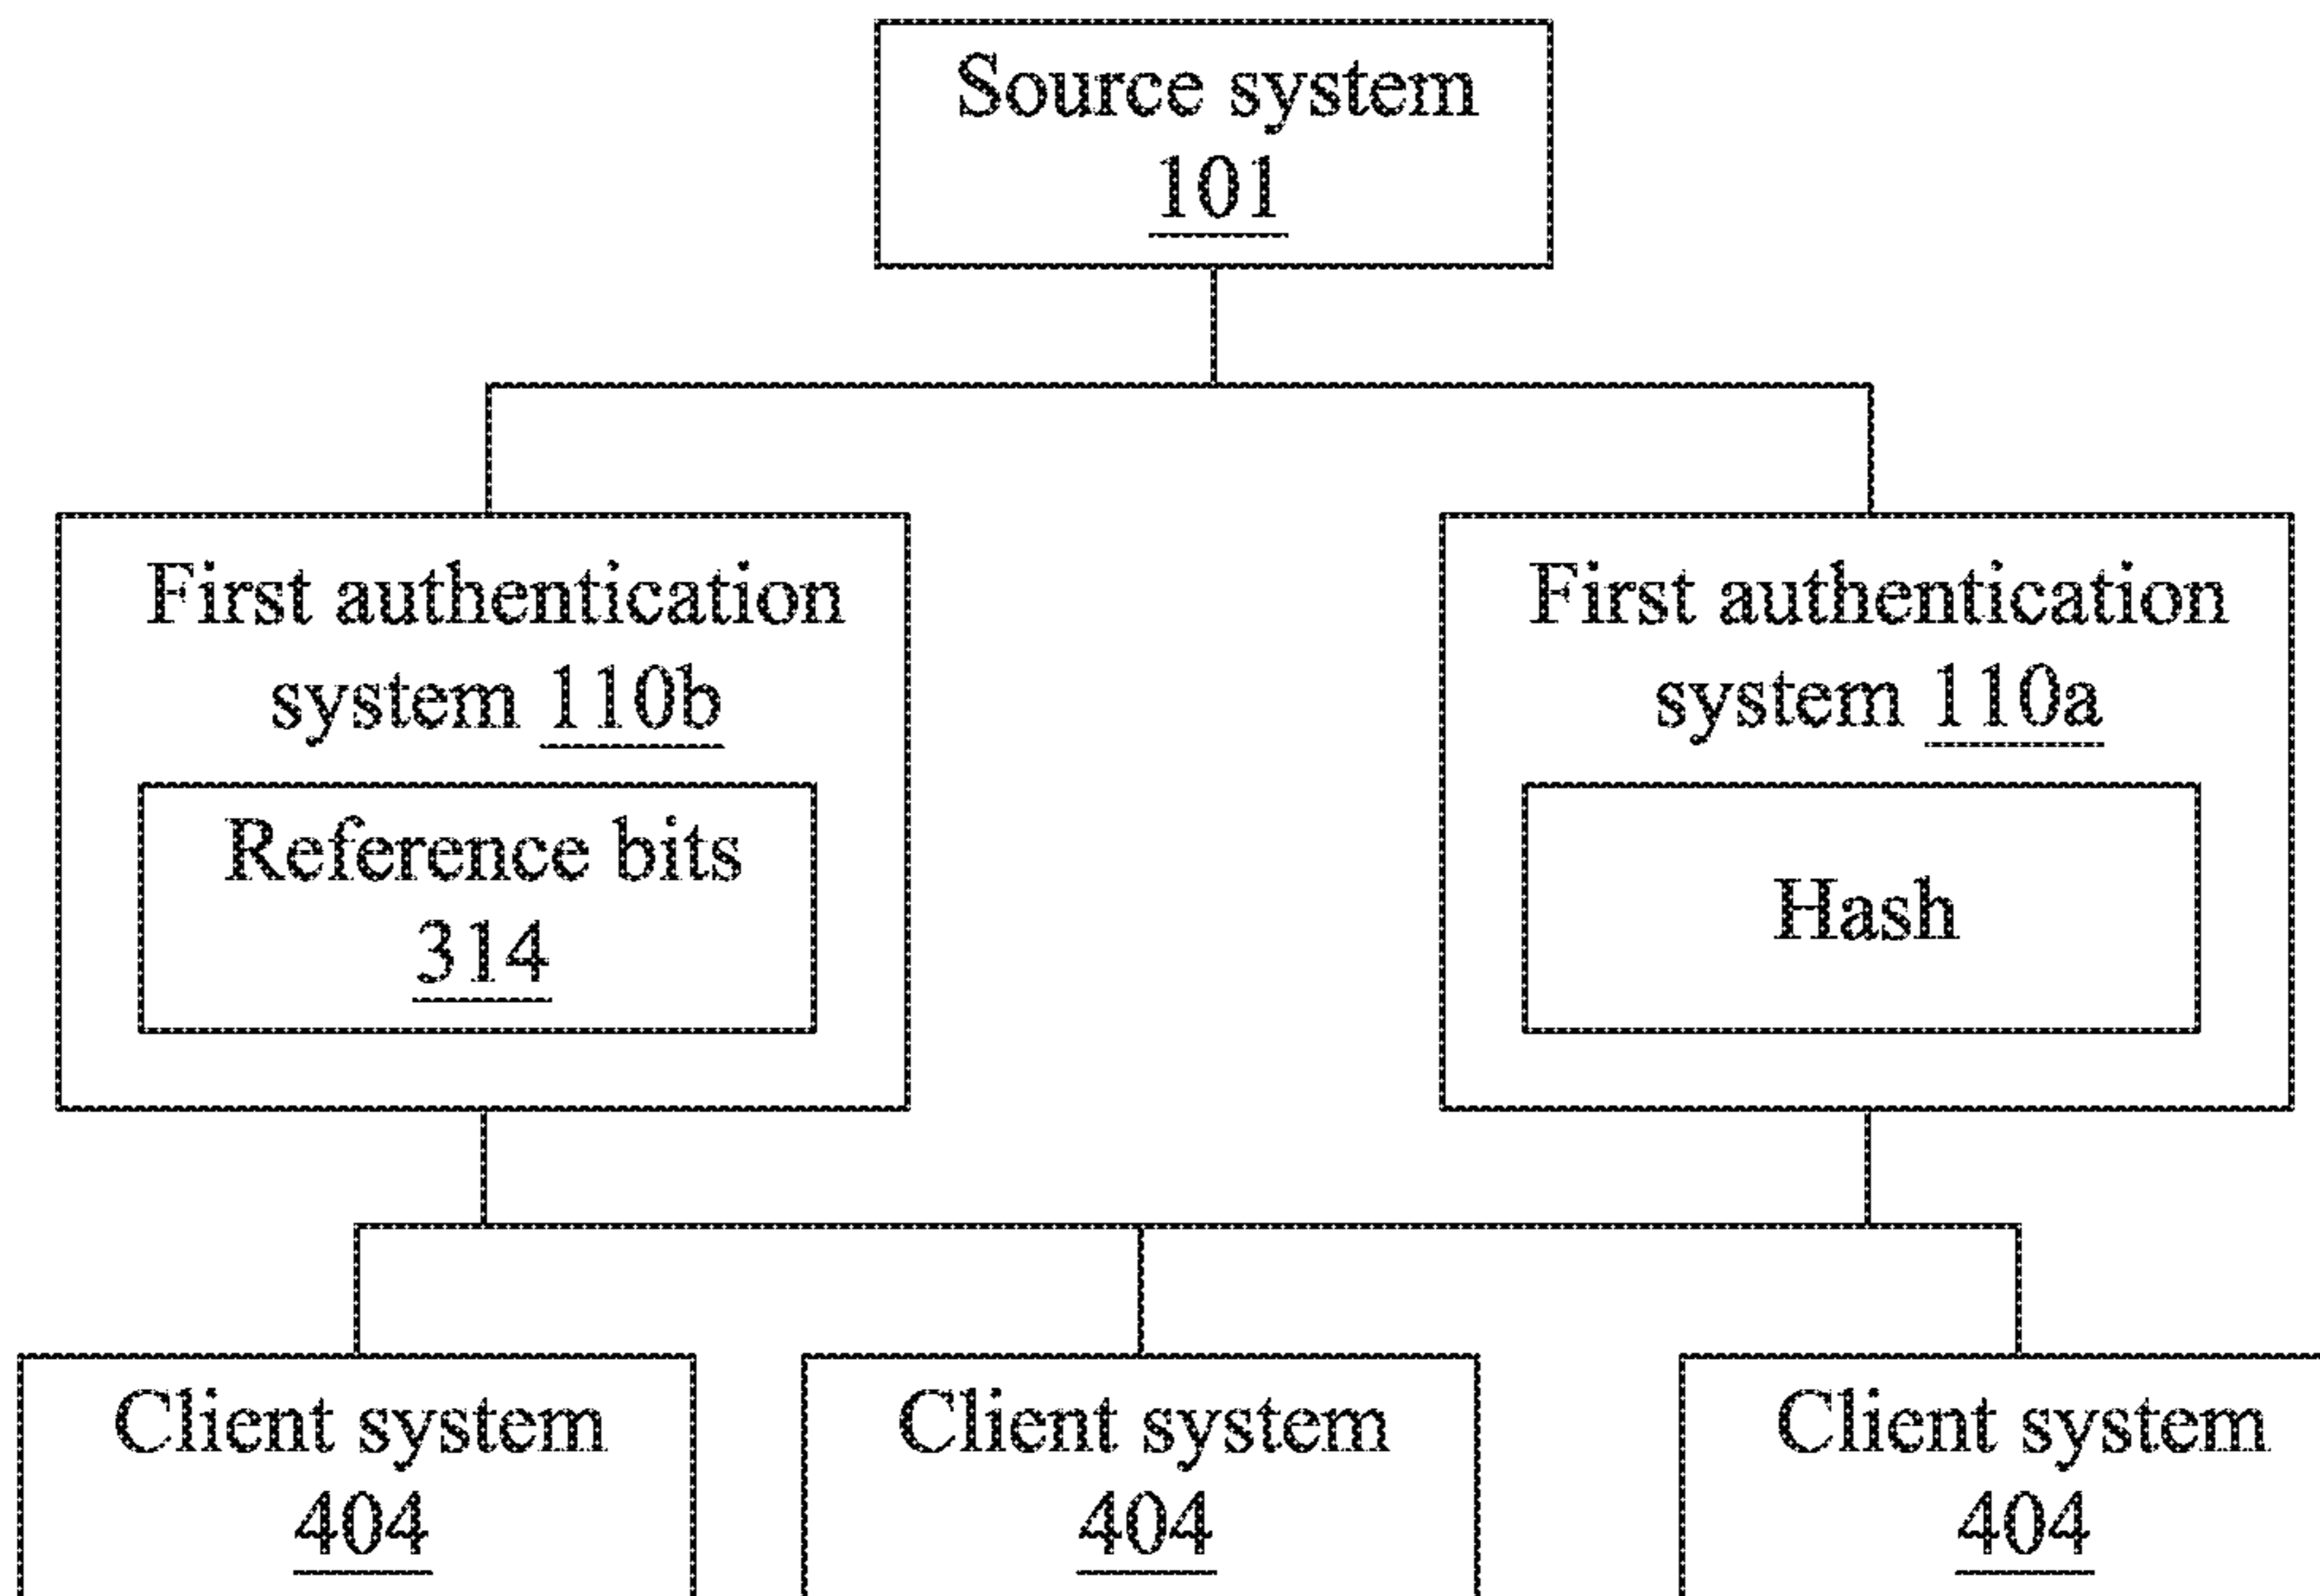 Source system
101
First authentication
system 110b
Reference bits
314
First authentication
system 110a
Hash
Client system
404
Client system
404
Client system
404